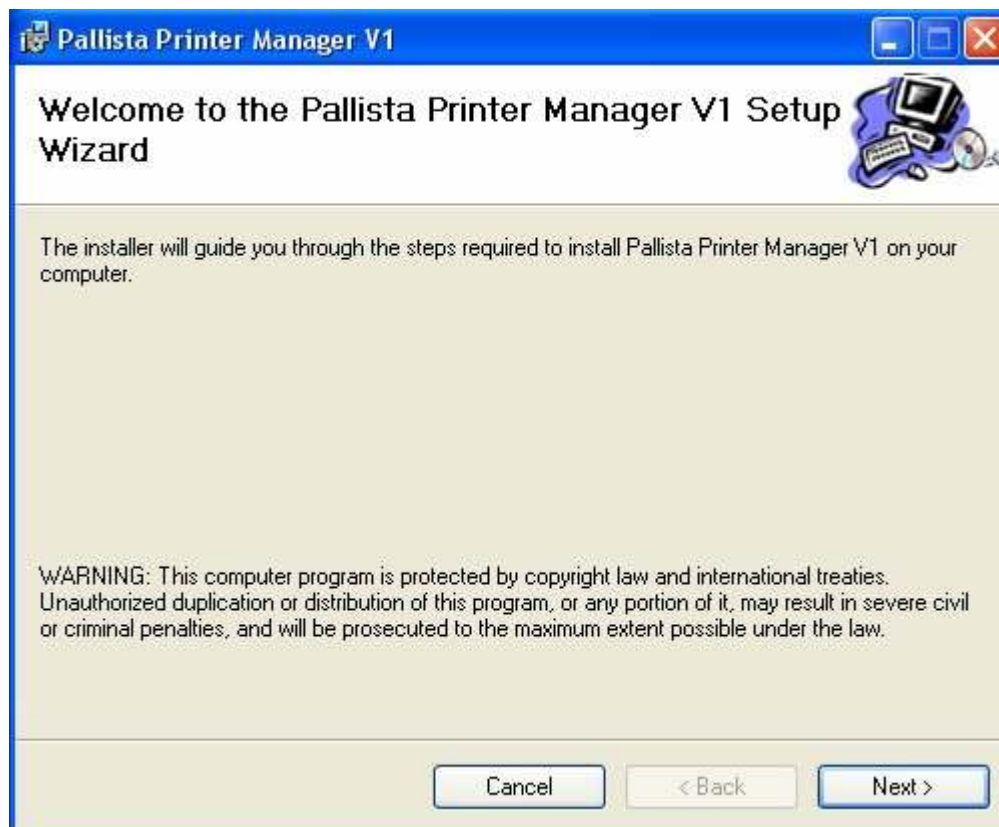 Pallista Printer Manager V1
Welcome to the Pallista Printer Manager V1 Setup
Wizard
The installer will guide you through the steps required to install Pallista Printer Manager V1 on your
computer.
WARNING: This computer program is protected by copyright law and international treaties.
Unauthorized duplication or distribution of this program, or any portion of it, may result in severe civil
or criminal penalties, and will be prosecuted to the maximum extent possible under the law.
Cancel
< Back
Next >